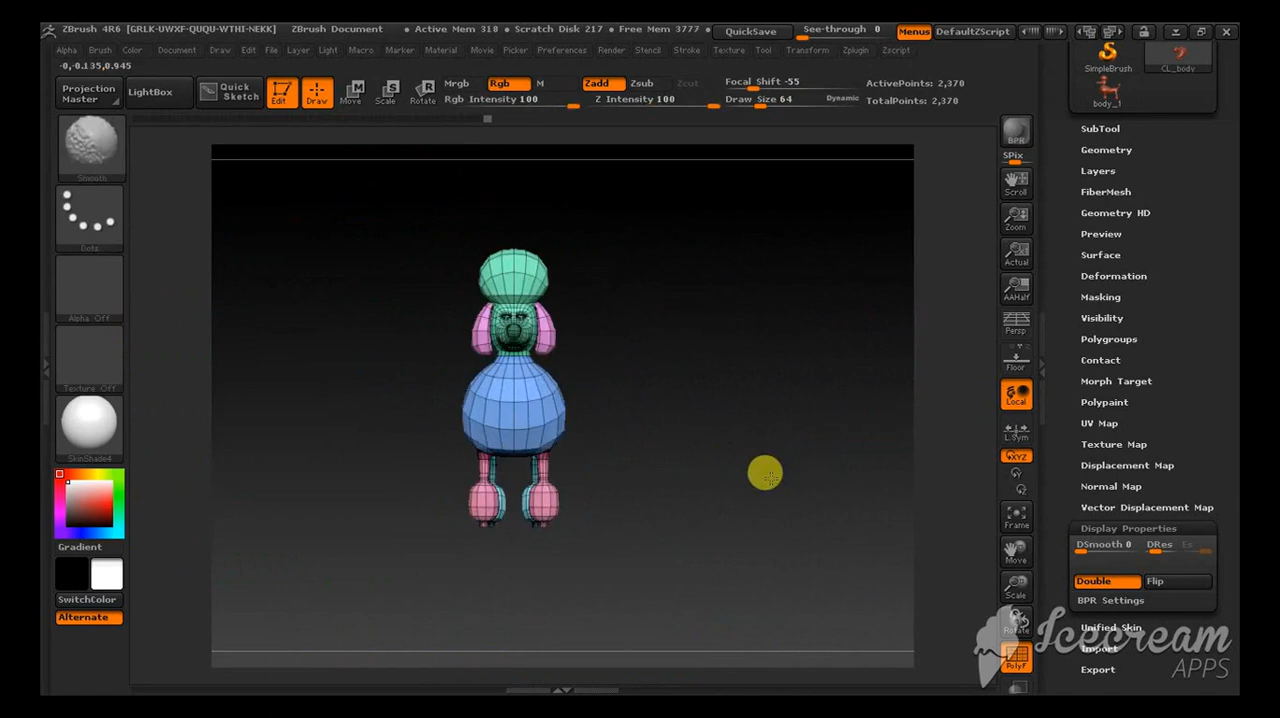 ZBrush 4R6 [GRLK-UWXF-QUQU-WTHI-NEKK] ZBrush Document • Active Mem 318 • Scratch Disk 217 • Free Mem 3777 • QuickSave See-through 0 Menus DefaultZScript
Alpha Brush Color Document Draw Edit File Layer Light Macro Marker Material Movie Picker Preferences Render Stencil Stroke Texture Tool Transform Zplugin Zscript
-0,-0.135,0.945
SimpleBrush CL_body
body_1
Projection Master
LightBox
Quick Sketch
Edit Draw Move Scale Rotate
Mrgb Rgb M
Rgb Intensity 100
Zadd Zsub Zcut
Z Intensity 100
Focal Shift -55
Draw Size 64 Dynamic
ActivePoints: 2,370
TotalPoints: 2,370
Smooth
Dots
Alpha Off
Texture Off
SkinShade4
Gradient
SwitchColor
Alternate
BPR
SPix
Scroll
Zoom
Actual
AAHalf
Persp
Floor
Local
L.Sym
XYZ
Frame
Move
Scale
Rotate
PolyF
SubTool
Geometry
Layers
FiberMesh
Geometry HD
Preview
Surface
Deformation
Masking
Visibility
Polygroups
Contact
Morph Target
Polypaint
UV Map
Texture Map
Displacement Map
Normal Map
Vector Displacement Map
Display Properties
DSmooth 0 DRes Es
Double Flip
BPR Settings
Unified Skin
Import
Export
Icecream
APPS